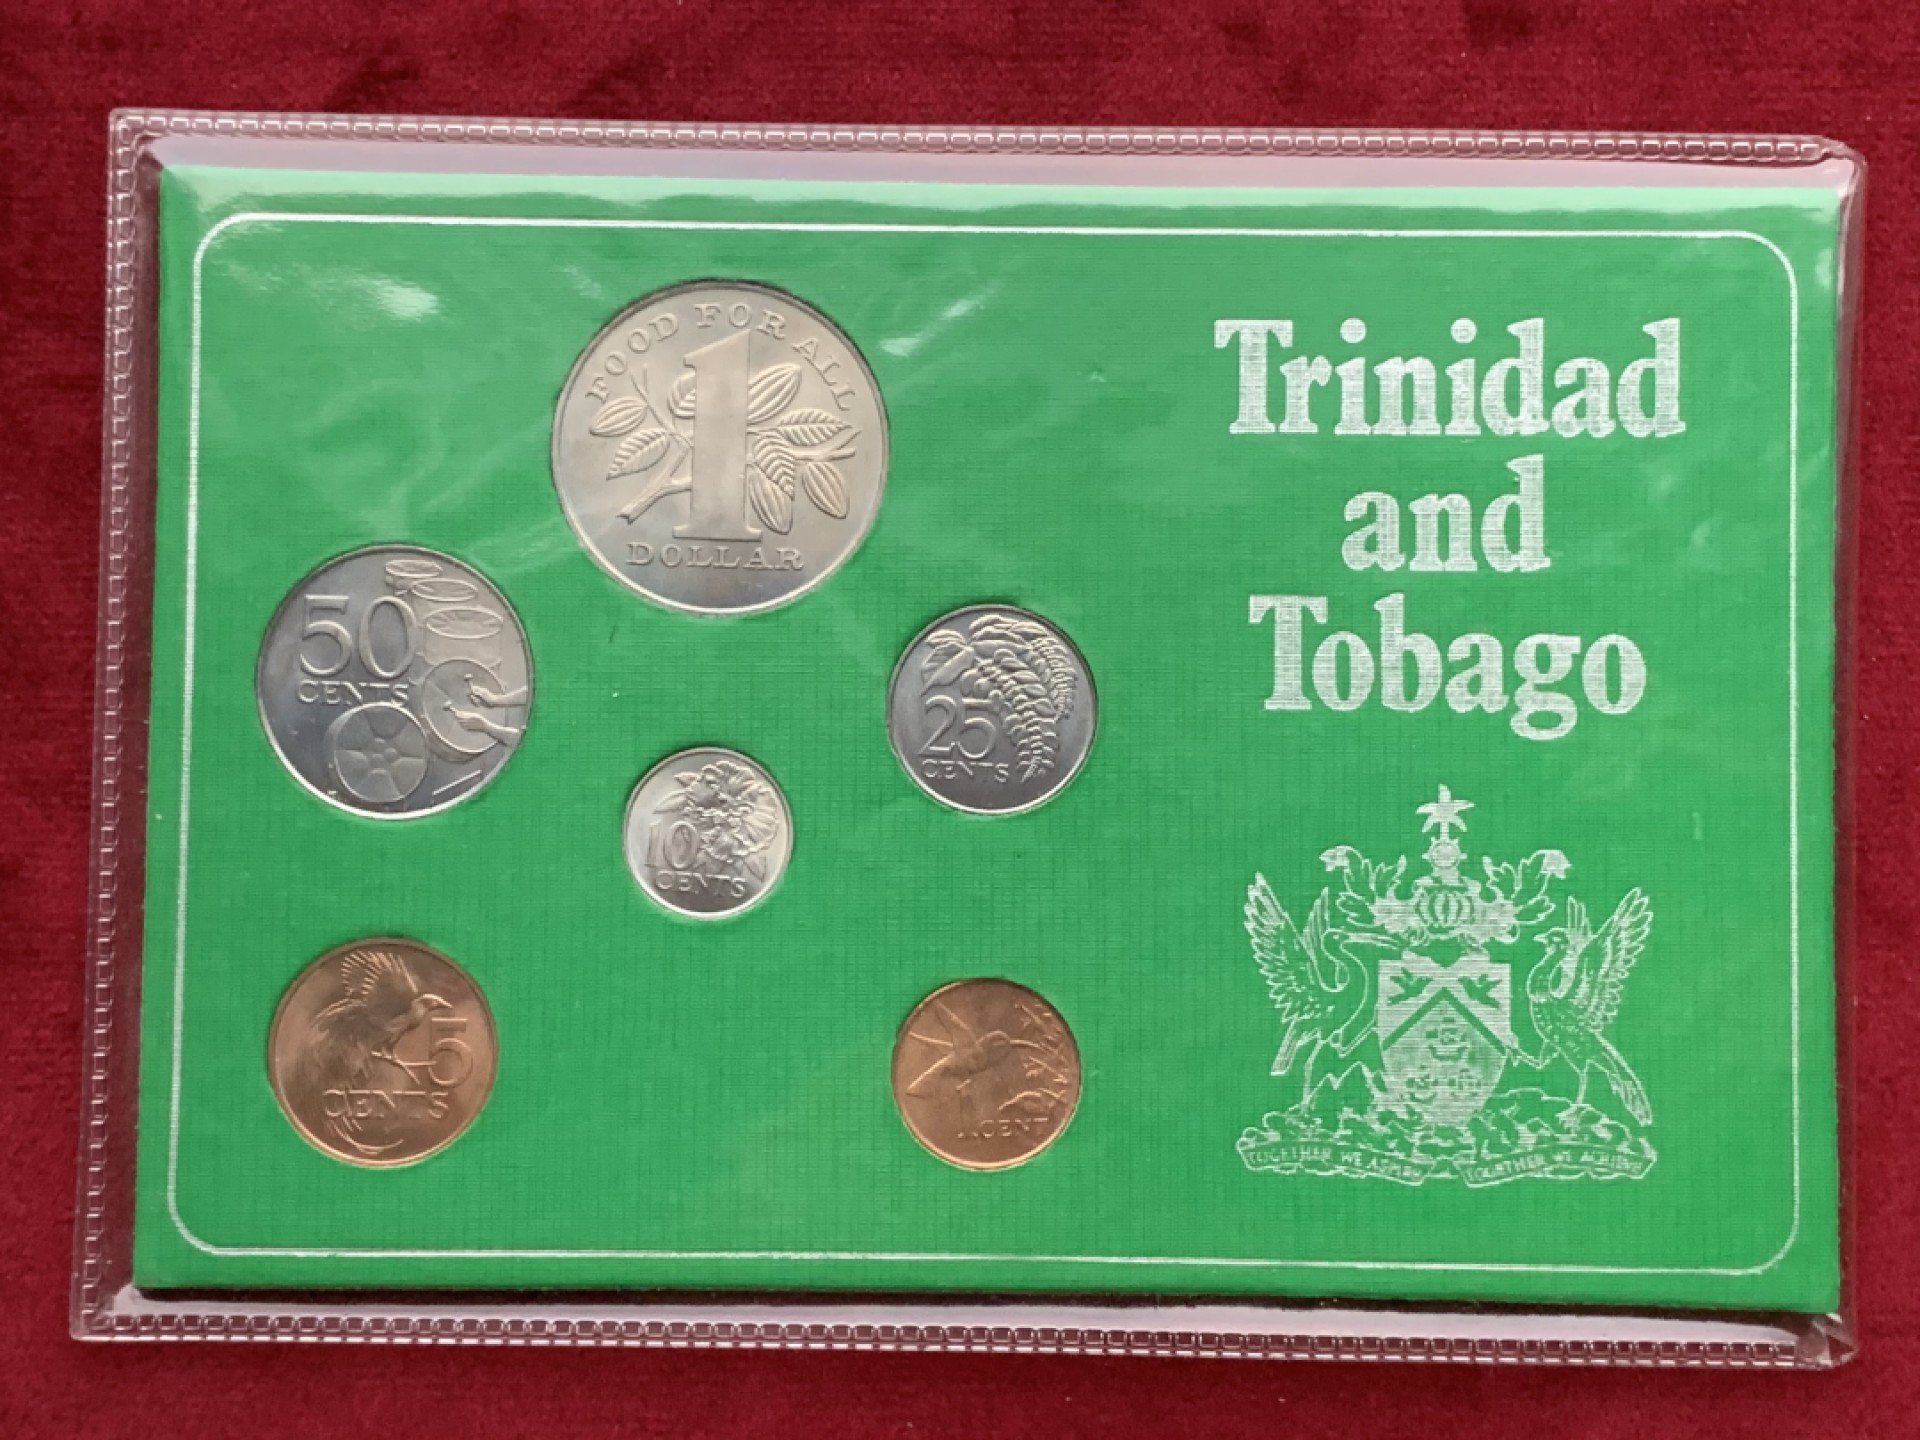 FOOD FOR ALL
1
DOLLAR
50
CENTS
25
CENTS
10
CENTS
5
CENTS
1
CENT
Trinidad
and
Tobago
TOGETHER WE ASPIRE TOGETHER WE ACHIEVE